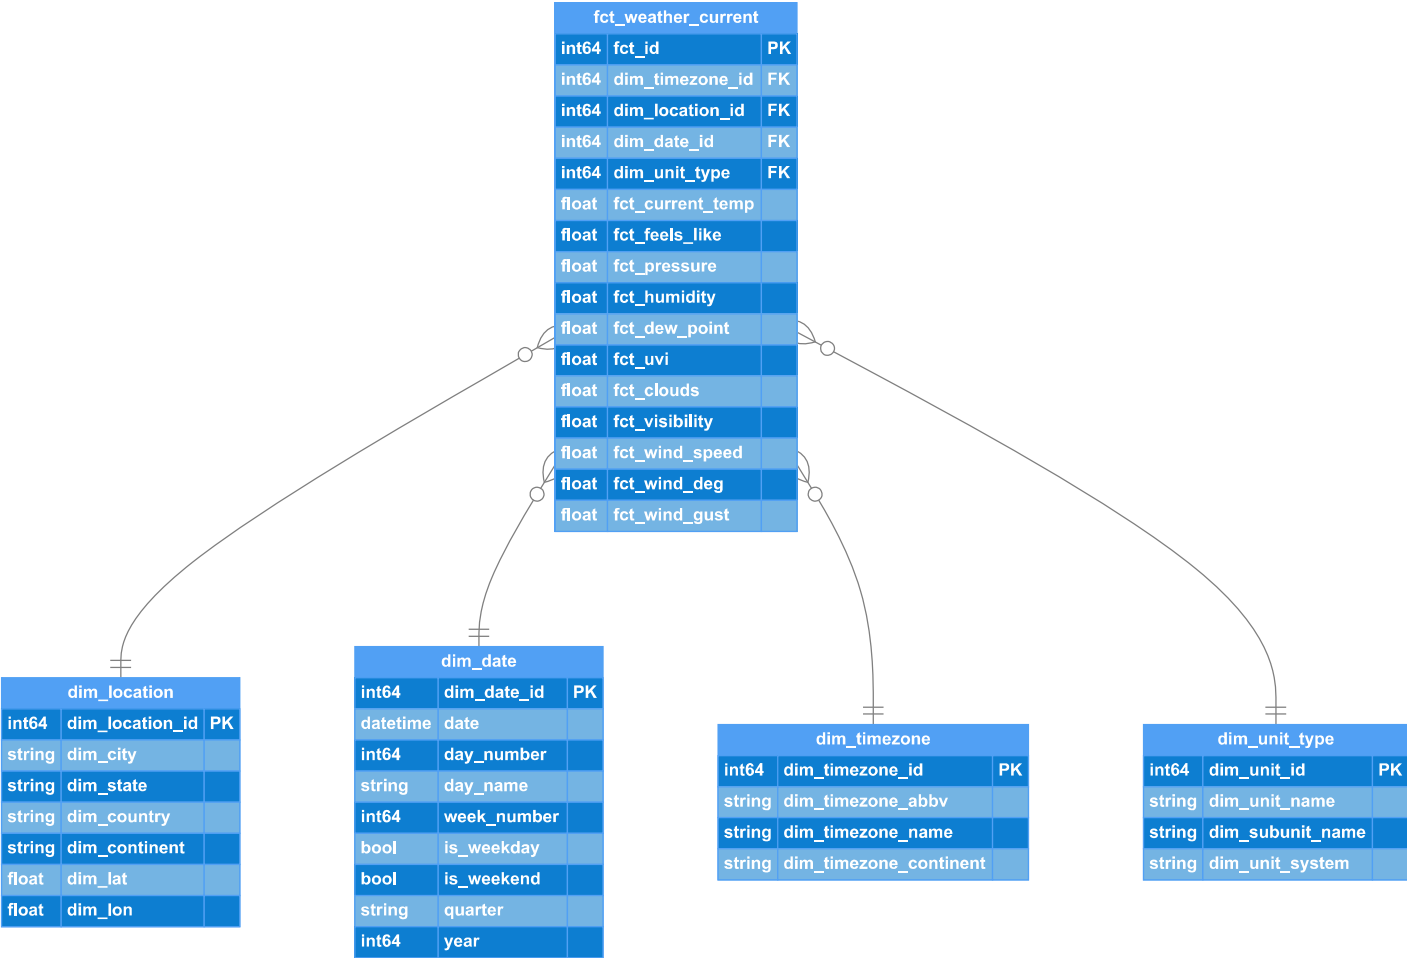 fct_weather_current
int64 fct_id PK
int64 dim_timezone_id FK
int64 dim_location_id FK
int64 dim_date_id FK
int64 dim_unit_type FK
float fct_current_temp
float fct_feels_like
float fct_pressure
float fct_humidity
float fct_dew_point
float fct_uvi
float fct_clouds
float fct_visibility
float fct_wind_speed
float fct_wind_deg
float fct_wind_gust
dim_location
int64 dim_location_id PK
string dim_city
string dim_state
string dim_country
string dim_continent
float dim_lat
float dim_lon
dim_date
int64 dim_date_id PK
datetime date
int64 day_number
string day_name
int64 week_number
bool is_weekday
bool is_weekend
string quarter
int64 year
dim_timezone
int64 dim_timezone_id PK
string dim_timezone_abbv
string dim_timezone_name
string dim_timezone_continent
dim_unit_type
int64 dim_unit_id PK
string dim_unit_name
string dim_subunit_name
string dim_unit_system